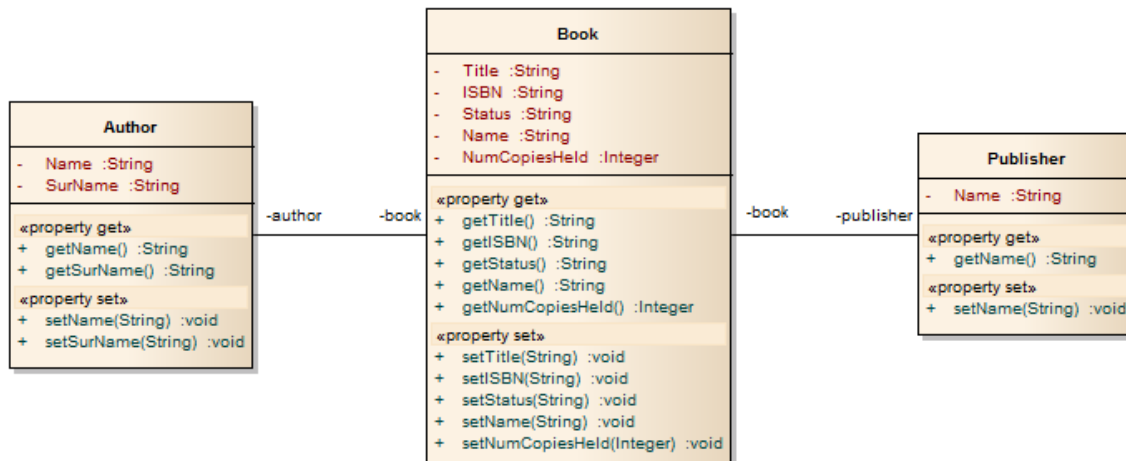 Author
- Name :String
- SurName :String
«property get»
+ getName() :String
+ getSurName() :String
«property set»
+ setName(String) :void
+ setSurName(String) :void
-author
-book
Book
- Title :String
- ISBN :String
- Status :String
- Name :String
- NumCopiesHeld :Integer
«property get»
+ getTitle() :String
+ getISBN() :String
+ getStatus() :String
+ getName() :String
+ getNumCopiesHeld() :Integer
«property set»
+ setTitle(String) :void
+ setISBN(String) :void
+ setStatus(String) :void
+ setName(String) :void
+ setNumCopiesHeld(Integer) :void
-book
-publisher
Publisher
- Name :String
«property get»
+ getName() :String
«property set»
+ setName(String) :void